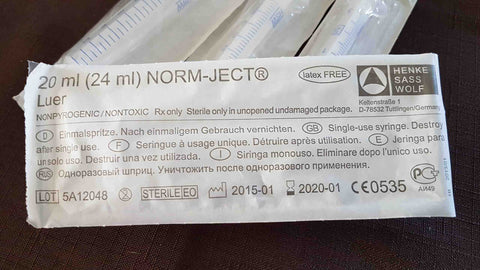 20 ml (24 ml) NORM-JECT®
Luer
latex FREE
HENKE
SASS
WOLF
Keltenstraße 1
D-78532 Tuttlingen/Germany
NONPYROGENIC/NONTOXIC Rx only Sterile only in unopened undamaged package.
D Einmalspritze. Nach einmaligem Gebrauch vernichten. GB Single-use syringe. Destroy
after single use. F Seringue à usage unique. Détruire après utilisation. E Jeringa para
un solo uso. Destruir una vez utilizada. I Siringa monouso. Eliminare dopo l'unico uso.
RUS Одноразовый шприц. Уничтожить после одноразового применения.
LOT 5A12048 2 STERILE EO 2015-01 2020-01 CE0535
АИ49